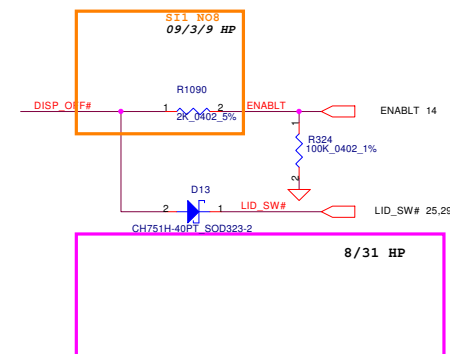 SI1 NO8
09/3/9 HP
R1090
DISP_OFF# 1 2 ENABLT ENABLT 14
2K_0402_5%
1
R324
100K_0402_1%
2
D13
2 1 LID_SW# LID_SW# 25,29
CH751H-40PT_SOD323-2
8/31 HP